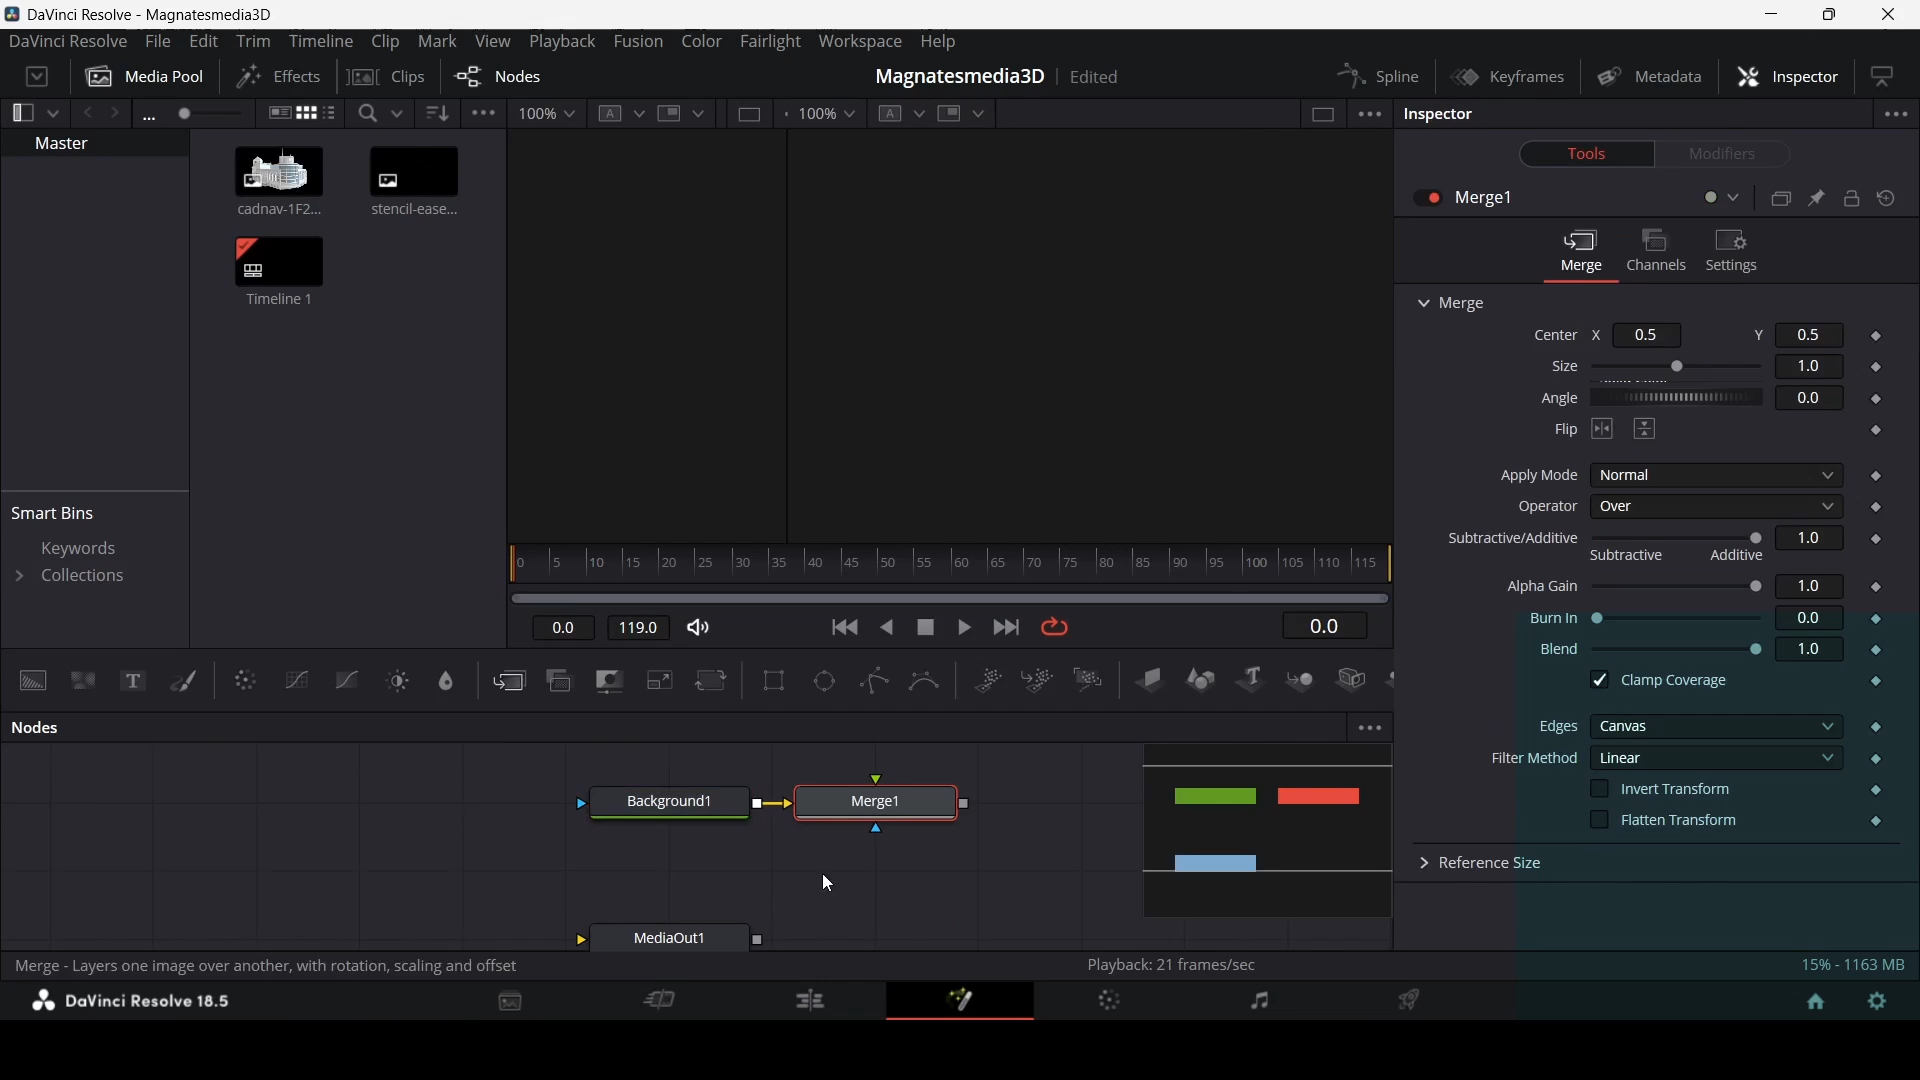 DaVinci Resolve - Magnatesmedia3D
DaVinci Resolve File Edit Trim Timeline Clip Mark View Playback Fusion Color Fairlight Workspace Help
Media Pool Effects Clips Nodes Magnatesmedia3D Edited Spline Keyframes Metadata Inspector
... 100% A 100% A Inspector
Master
Tools Modifiers
cadnav-1F2... stencil-ease...
Merge1
Timeline 1
Merge Channels Settings
Merge
Center X 0.5 Y 0.5
Size 1.0
Angle 0.0
Flip
Apply Mode Normal
Operator Over
Subtractive/Additive 1.0
Subtractive Additive
Alpha Gain 1.0
Burn In 0.0
Blend 1.0
Clamp Coverage
Edges Canvas
Filter Method Linear
Invert Transform
Flatten Transform
Reference Size
Smart Bins
Keywords
Collections
0 5 10 15 20 25 30 35 40 45 50 55 60 65 70 75 80 85 90 95 100 105 110 115
0.0 119.0 0.0
T T
Nodes
Background1 Merge1
MediaOut1
Merge - Layers one image over another, with rotation, scaling and offset Playback: 21 frames/sec 15% - 1163 MB
DaVinci Resolve 18.5